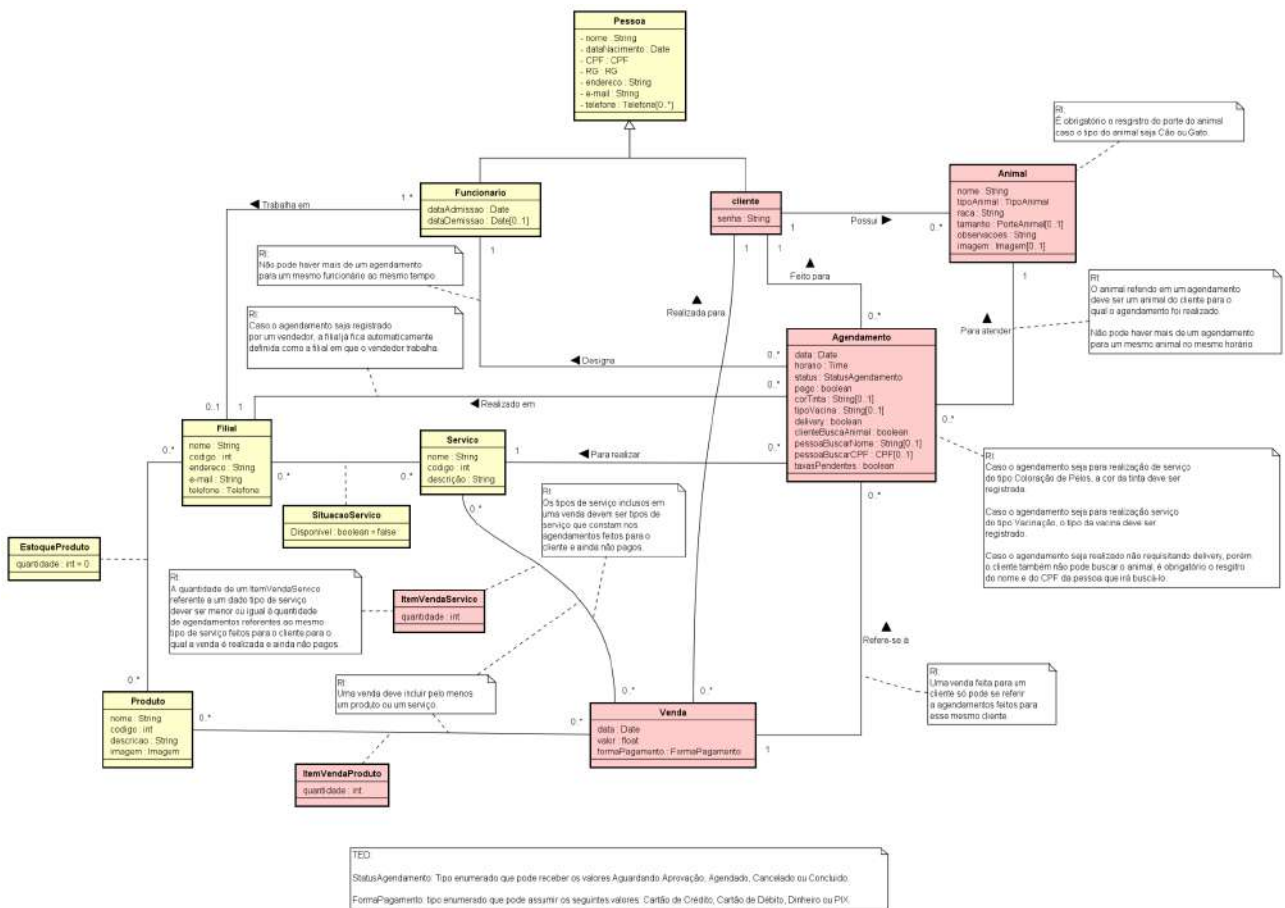 Pessoa
- nome : String
- dataNacimento : Date
- CPF : CPF
- RG : RG
- endereco : String
- e-mail : String
- telefone : Telefone[0..*]
RI:
É obrigatório o resgistro do porte do animal
caso o tipo do animal seja Cão ou Gato.
Funcionario
dataAdmissao : Date
dataDemissao : Date[0..1]
1..*
◀ Trabalha em
cliente
senha : String
1
Possui ▶
0..*
Animal
nome : String
tipoAnimal : TipoAnimal
raca : String
tamanho : PorteAnimal[0..1]
observacoes : String
imagem : Imagem[0..1]
RI:
Não pode haver mais de um agendamento
para um mesmo funcionário ao mesmo tempo.
1
1
1
▲
Feito para
0..*
1
RI:
Caso o agendamento seja registrado
por um vendedor, a filial já fica automaticamente
definida como a filial em que o vendedor trabalha.
▲
Realizada para
▲
Para atender
RI
O animal referido em um agendamento
deve ser um animal do cliente para o
qual o agendamento foi realizado.
Não pode haver mais de um agendamento
para um mesmo animal no mesmo horário.
Agendamento
data : Date
horario : Time
status : StatusAgendamento
pago : boolean
corTinta : String[0..1]
tipoVacina : String[0..1]
delivery : boolean
clienteBuscaAnimal : boolean
pessoaBuscarNome : String[0..1]
pessoaBuscarCPF : CPF[0..1]
taxasPendentes : boolean
◀ Designa
0..*
◀ Realizado em
0..*
0..1
1
Filial
nome : String
codigo : int
endereco : String
e-mail : String
telefone : Telefone
0..*
0..*
0..*
Servico
nome : String
codigo : int
descrição : String
1
◀ Para realizar
0..*
0..*
0..*
0..*
SituacaoServico
Disponivel : boolean = false
RI:
Os tipos de serviço inclusos em
uma venda devem ser tipos de
serviço que constam nos
agendamentos feitos para o
cliente e ainda não pagos.
RI:
Caso o agendamento seja para realização de serviço
do tipo Coloração de Pelos, a cor da tinta deve ser
registrada.
Caso o agendamento seja para realização serviço
do tipo Vacinação, o tipo da vacina deve ser
registrado.
Caso o agendamento seja realizado não requisitando delivery, porém
o cliente também não pode buscar o animal, é obrigatório o resgitro
do nome e do CPF da pessoa que irá buscá-lo.
EstoqueProduto
quantidade : int = 0
RI:
A quantidade de um ItemVendaServico
referente a um dado tipo de serviço
dever ser menor ou igual à quantidade
de agendamentos referentes ao mesmo
tipo de serviço feitos para o cliente para o
qual a venda é realizada e ainda não pagos.
ItemVendaServico
quantidade : int
▲
Refere-se à
RI:
Uma venda feita para um
cliente só pode se referir
a agendamentos feitos para
esse mesmo cliente.
0..*
RI:
Uma venda deve incluir pelo menos
um produto ou um serviço.
0..*
0..*
Produto
nome : String
codigo : int
descricao : String
imagem : Imagem
0..*
0..*
Venda
data : Date
valor : float
formaPagamento : FormaPagamento
1
ItemVendaProduto
quantidade : int
TED:
StatusAgendamento: Tipo enumerado que pode receber os valores Aguardando Aprovação, Agendado, Cancelado ou Concluido.
FormaPagamento: tipo enumerado que pode assumir os seguintes valores: Cartão de Crédito, Cartão de Débito, Dinheiro ou PIX.